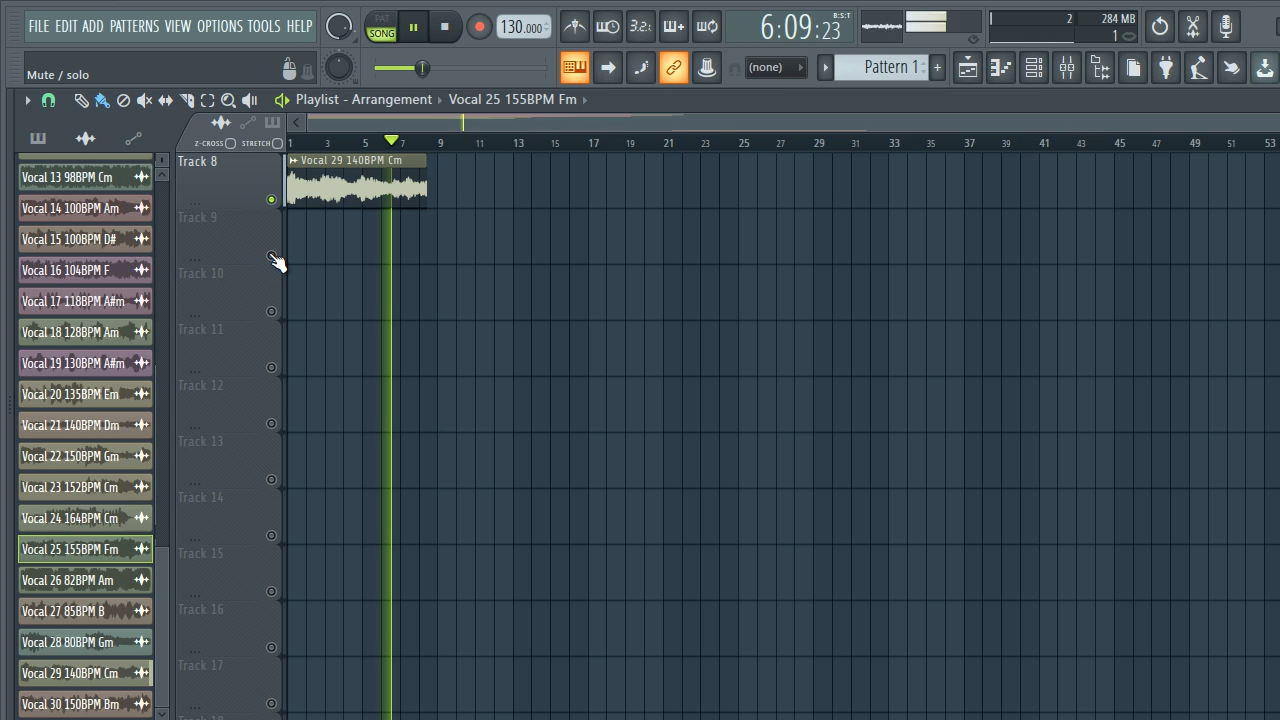 FILE EDIT ADD PATTERNS VIEW OPTIONS TOOLS HELP
PAT
SONG
130.000
3.2.
6:09:23
B:S:T
2
284 MB
1
Mute / solo
(none)
Pattern 1
+
Playlist - Arrangement › Vocal 25 155BPM Fm ›
Z-CROSS
STRETCH
1 3 5 7 9 11 13 15 17 19 21 23 25 27 29 31 33 35 37 39 41 43 45 47 49 51 53
Vocal 13 98BPM Cm
Vocal 14 100BPM Am
Vocal 15 100BPM D#
Vocal 16 104BPM F
Vocal 17 118BPM A#m
Vocal 18 128BPM Am
Vocal 19 130BPM A#m
Vocal 20 135BPM Em
Vocal 21 140BPM Dm
Vocal 22 150BPM Gm
Vocal 23 152BPM Cm
Vocal 24 164BPM Cm
Vocal 25 155BPM Fm
Vocal 26 82BPM Am
Vocal 27 85BPM B
Vocal 28 80BPM Gm
Vocal 29 140BPM Cm
Vocal 30 150BPM Bm
Track 8
Vocal 29 140BPM Cm
...
Track 9
...
Track 10
...
Track 11
...
Track 12
...
Track 13
...
Track 14
...
Track 15
...
Track 16
...
Track 17
...